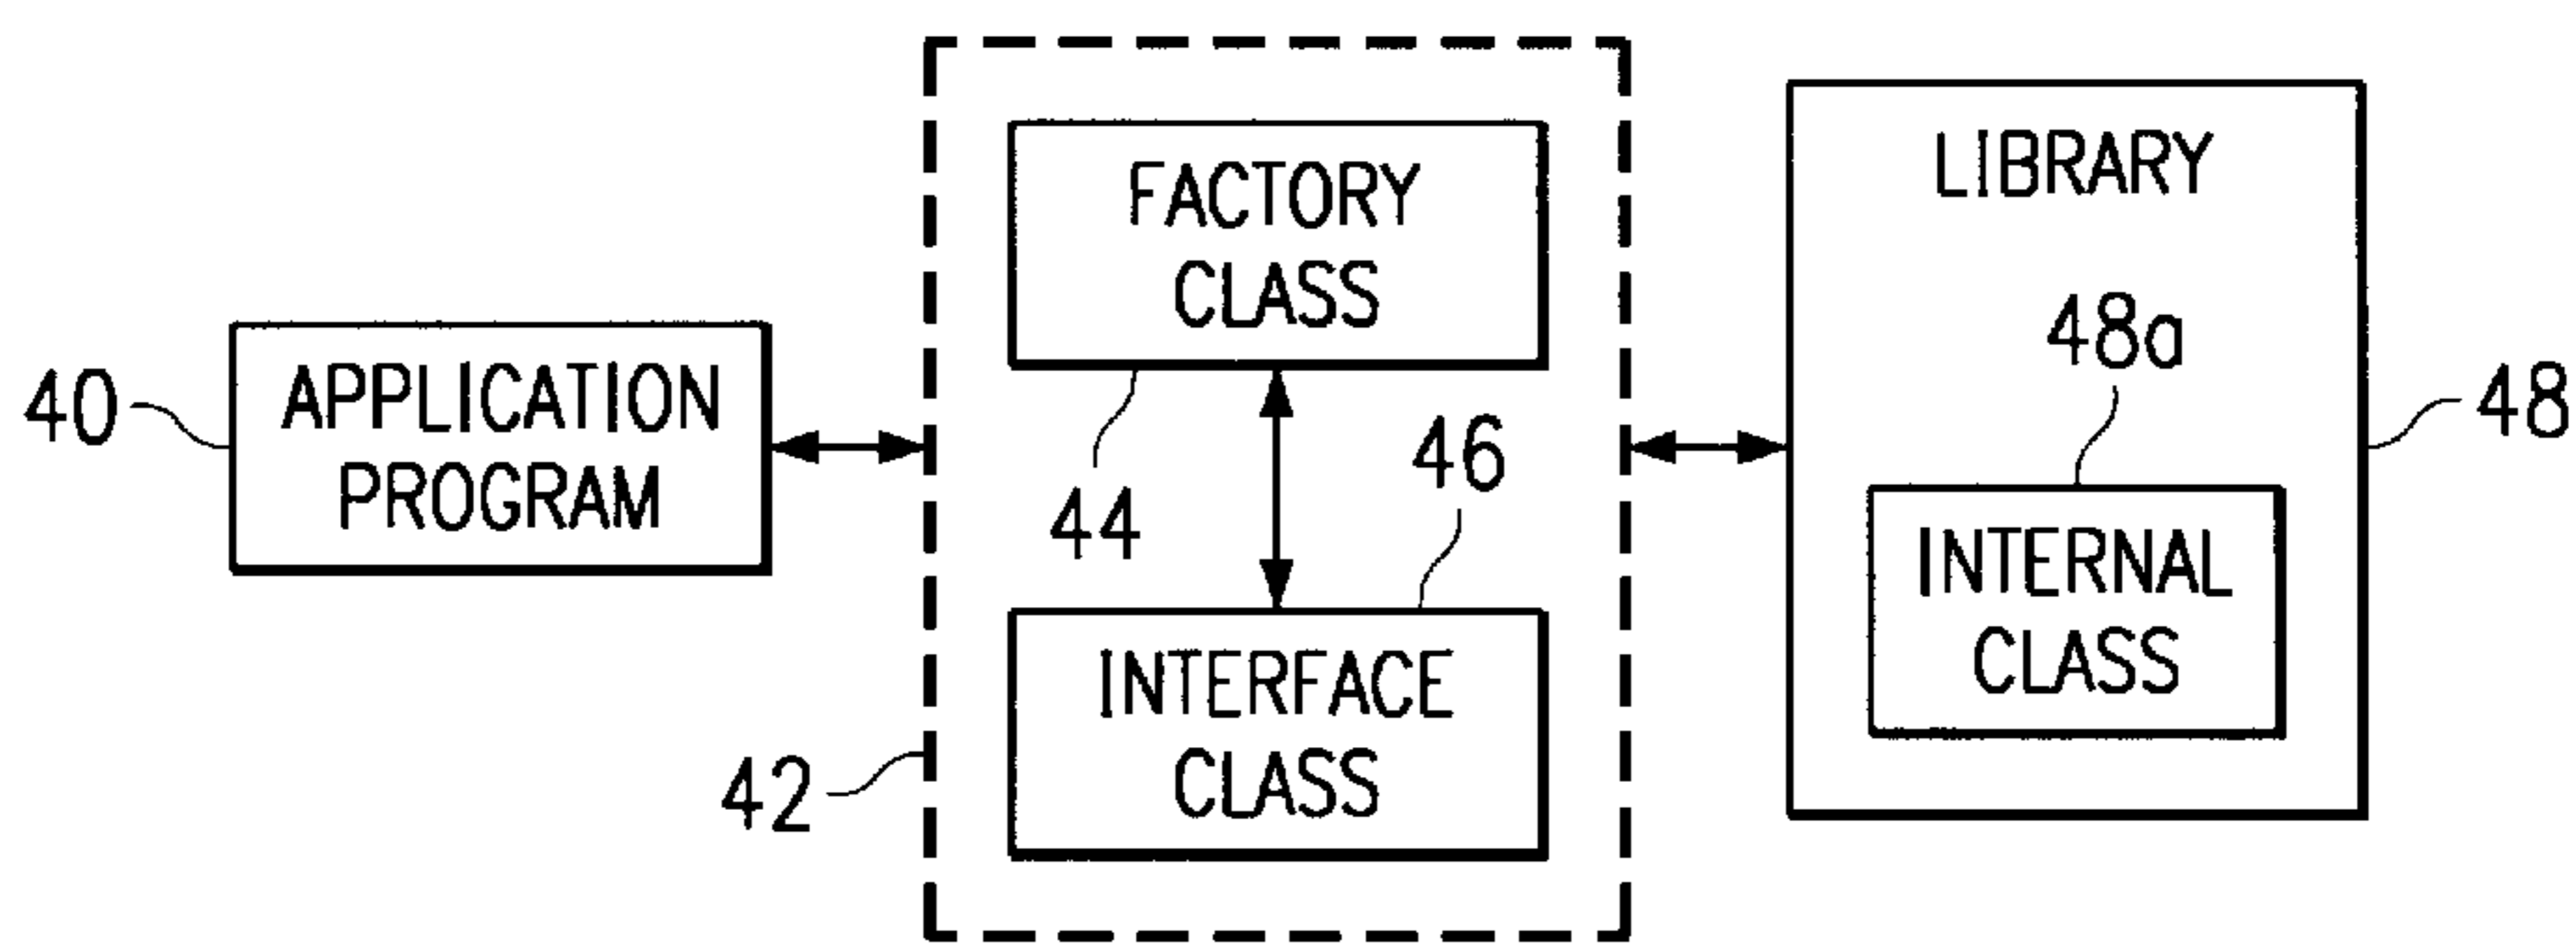 40
APPLICATION
PROGRAM
42
FACTORY
CLASS
44
46
INTERFACE
CLASS
LIBRARY
48a
48
INTERNAL
CLASS